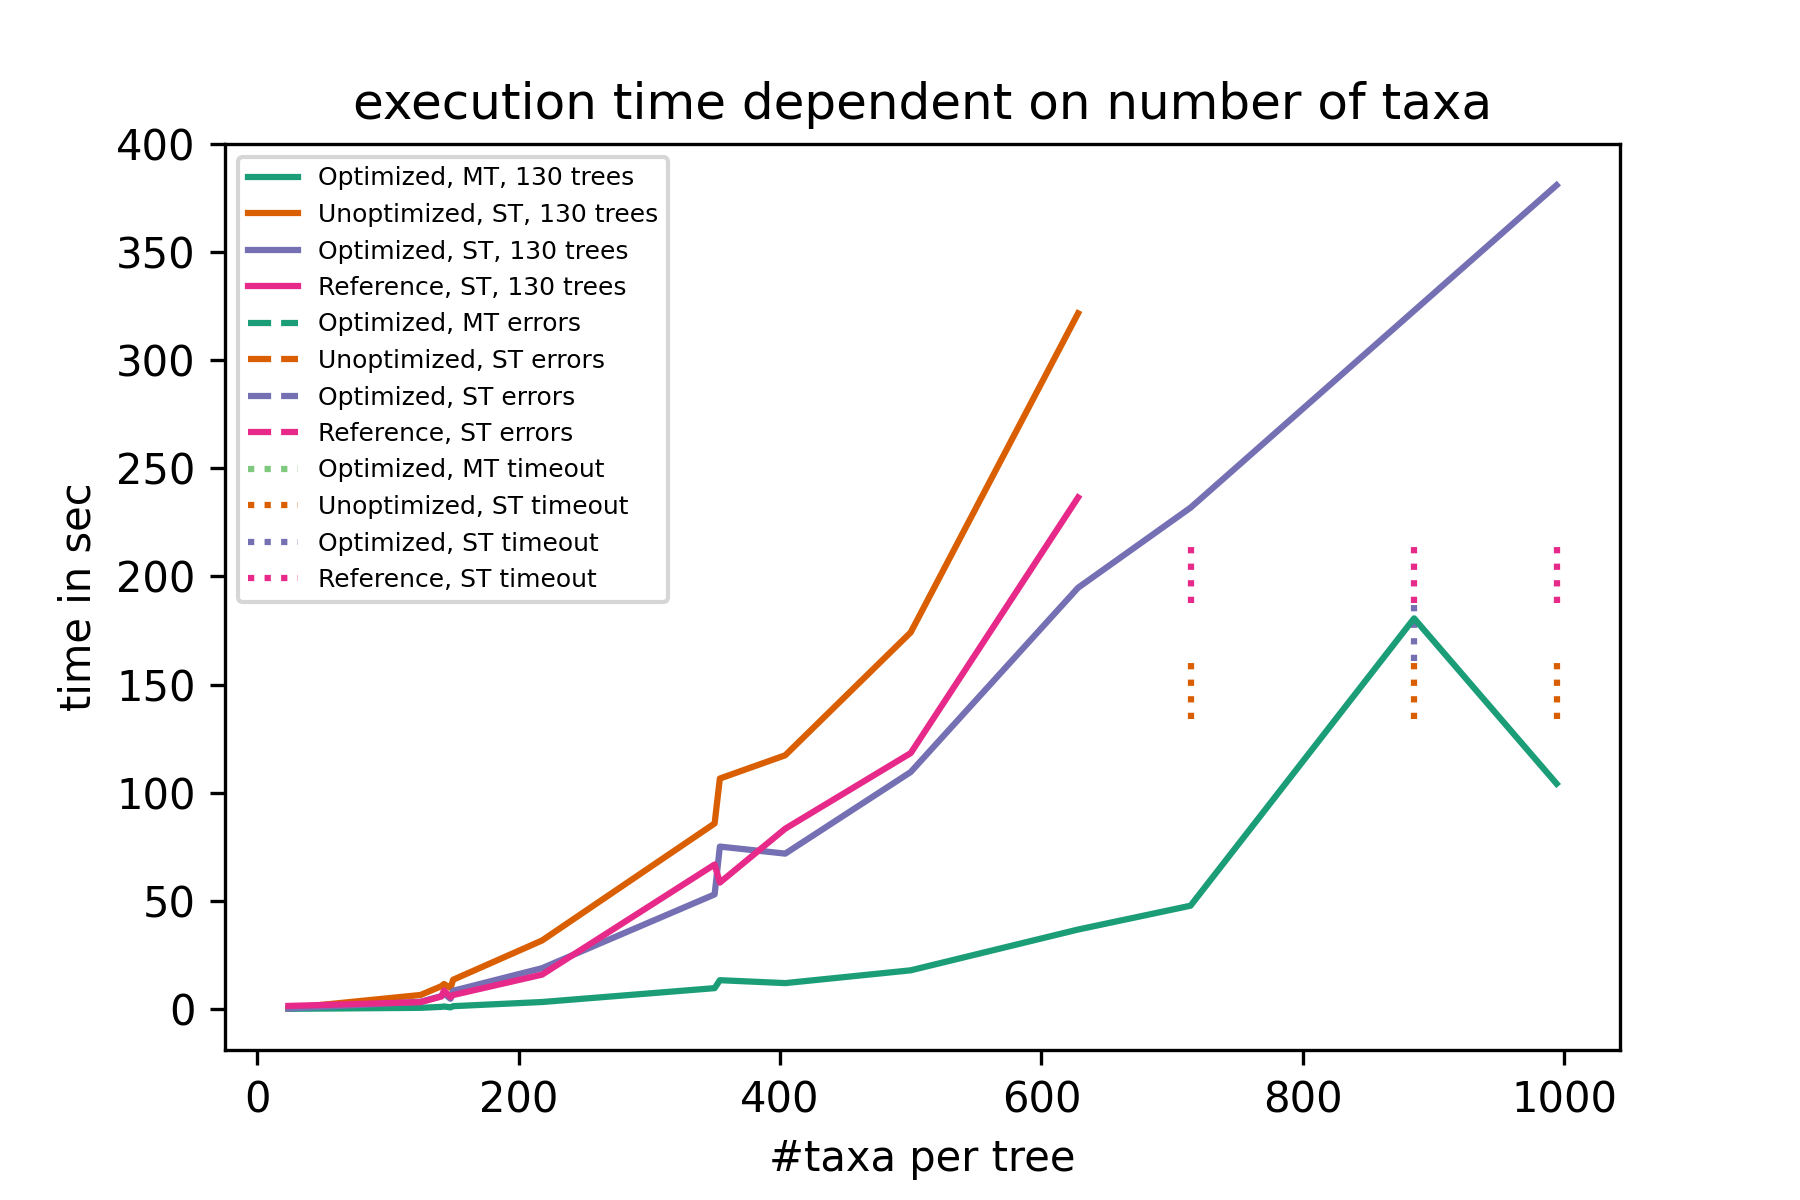 execution time dependent on number of taxa
400
350
300
250
200
150
100
50
0
time in sec
Optimized, MT, 130 trees
Unoptimized, ST, 130 trees
Optimized, ST, 130 trees
Reference, ST, 130 trees
Optimized, MT errors
Unoptimized, ST errors
Optimized, ST errors
Reference, ST errors
Optimized, MT timeout
Unoptimized, ST timeout
Optimized, ST timeout
Reference, ST timeout
0 200 400 600 800 1000
#taxa per tree